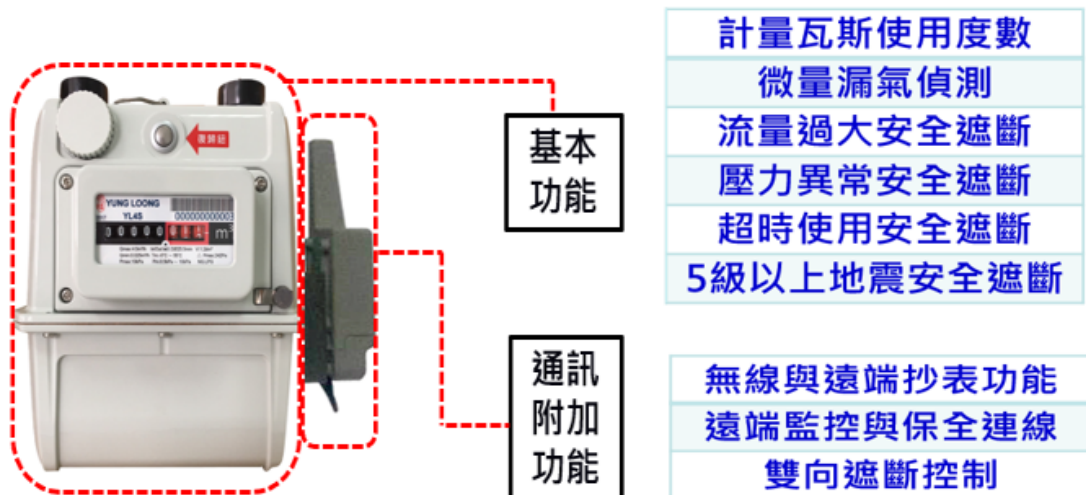 計量瓦斯使用度數
微量漏氣偵測
流量過大安全遮斷
壓力異常安全遮斷
超時使用安全遮斷
5級以上地震安全遮斷
基本
功能
復歸鈕
YUNG LOONG
YL4S
000000000003
m³
通訊
附加
功能
無線與遠端抄表功能
遠端監控與保全連線
雙向遮斷控制